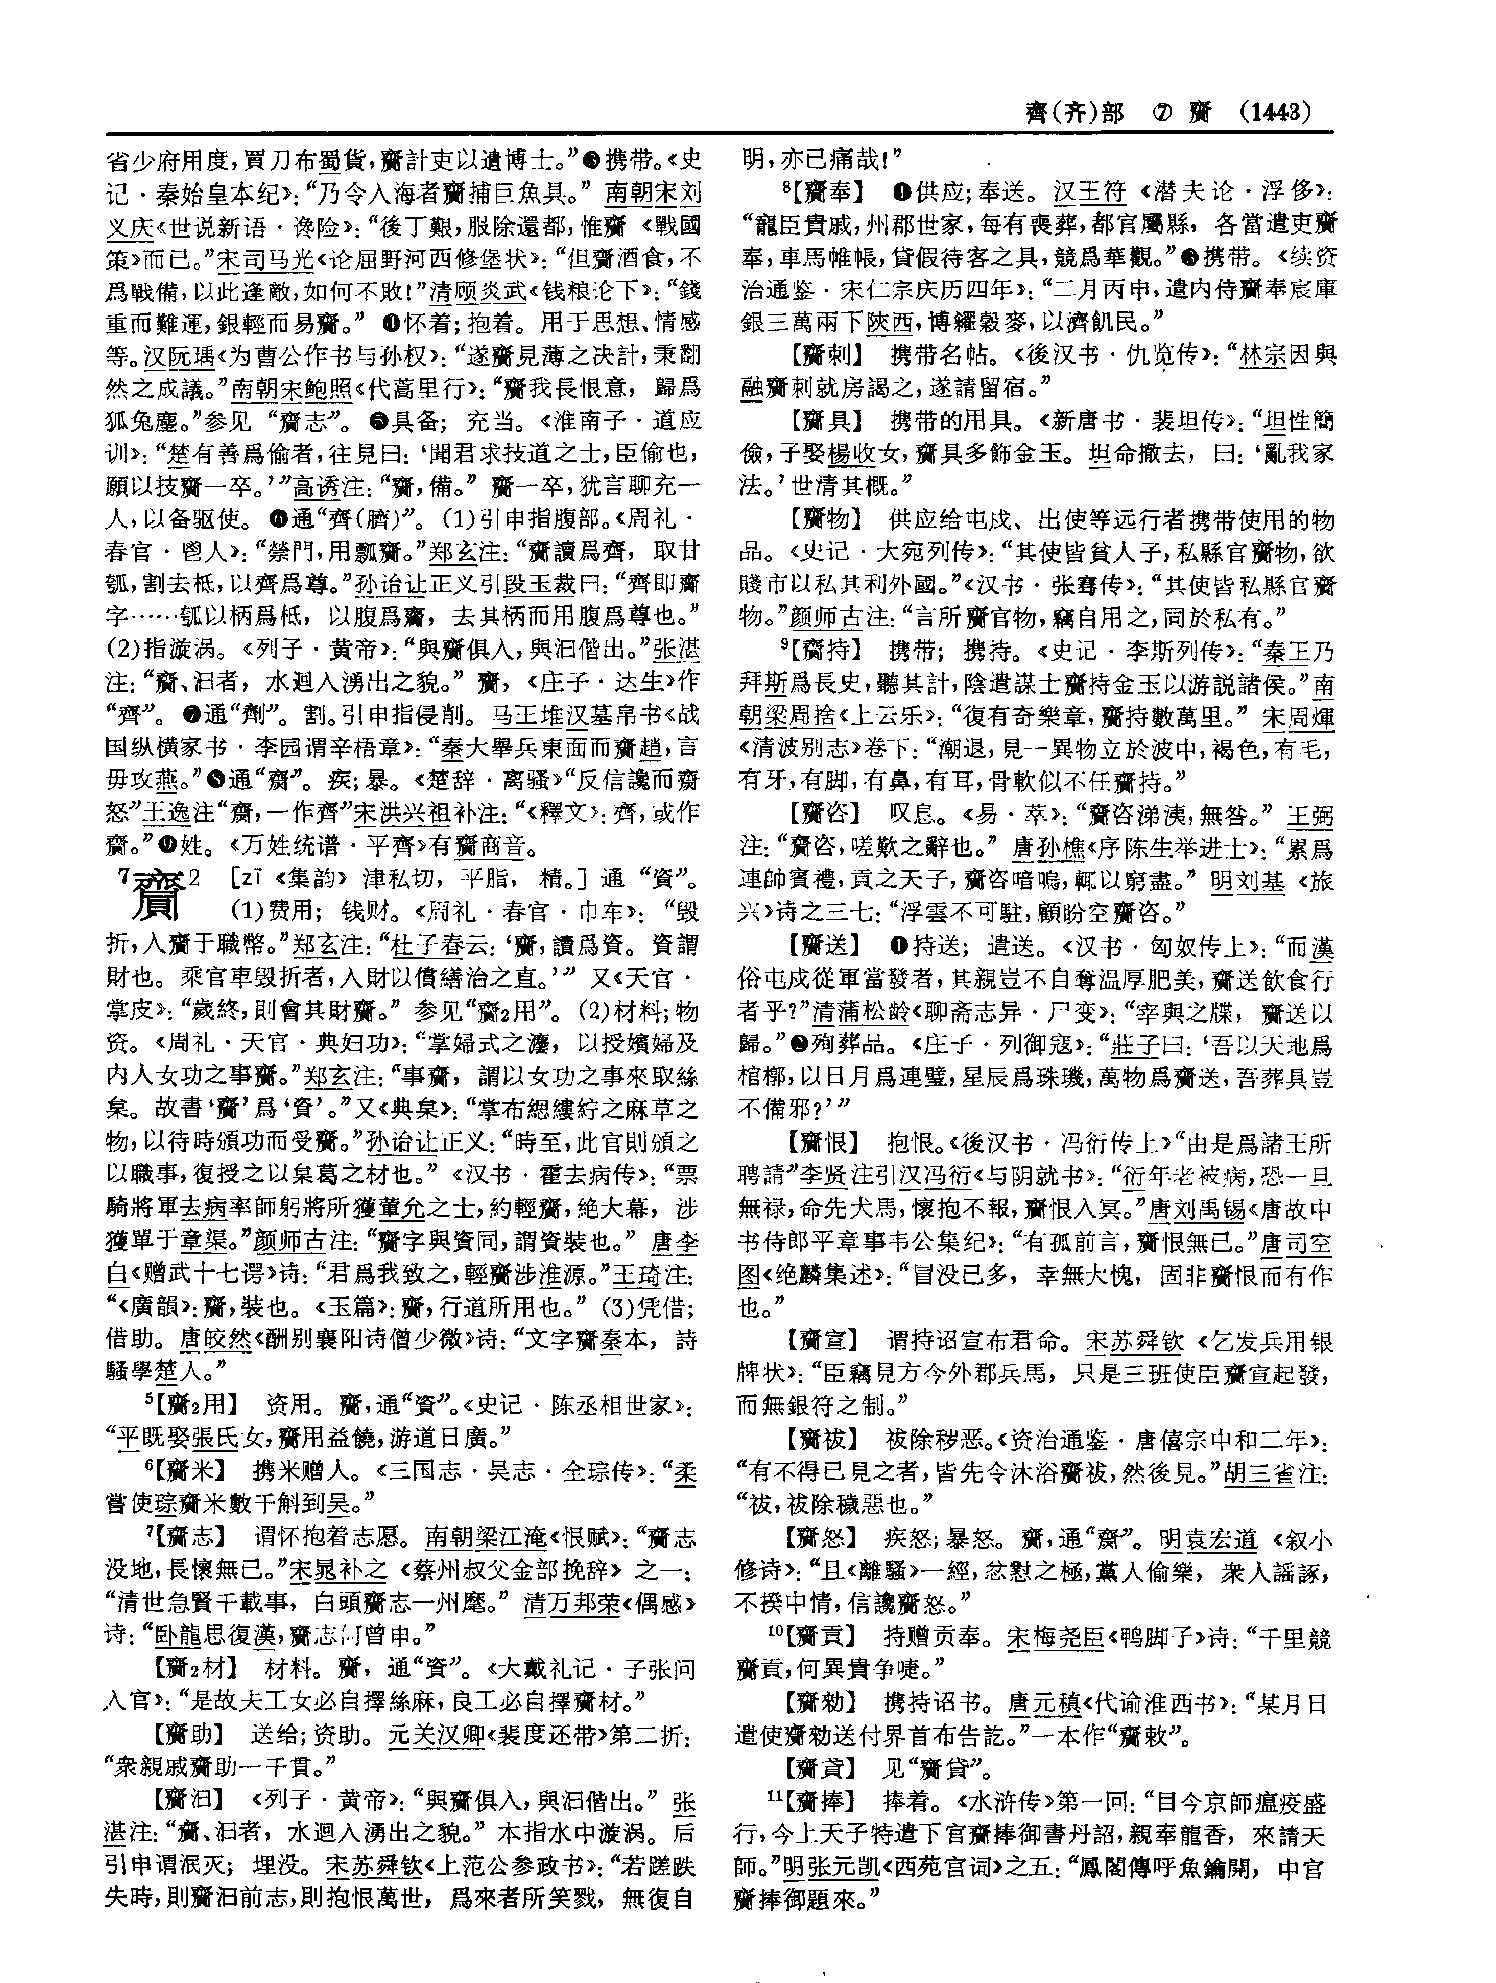 齊(齐)部 ⑦ 齎 (1443)
省少府用度,買刀布蜀貨,齎計吏以遺博士。”❸携带。《史
记·秦始皇本纪》:“乃令入海者齎捕巨魚具。” 南朝宋刘
义庆《世说新语·谗险》:“後丁艱,服除還都,惟齎《戰國
策》而已。”宋司马光《论屈野河西修堡状》:“但齎酒食,不
爲戰備,以此逢敵,如何不敗!”清顾炎武《钱粮论下》:“錢
重而難運,銀輕而易齎。” ❹怀着;抱着。用于思想、情感
等。汉阮瑀《为曹公作书与孙权》:“遂齎見薄之决計,秉翻
然之成議。”南朝宋鲍照《代蒿里行》:“齎我長恨意,歸爲
狐兔塵。”参见 “齎志”。 ❺具备; 充当。《淮南子·道应
训》:“楚有善爲偷者,往見曰:‘聞君求技道之士,臣偷也,
願以技齎一卒。’”高诱注:“齎,備。” 齎一卒,犹言聊充一
人,以备驱使。 ❻通“齊(臍)”。(1)引申指腹部。《周礼·
春官·鬯人》:“禜門,用瓢齎。”郑玄注:“齎讀爲齊, 取甘
瓠,割去柢,以齊爲尊。”孙诒让正义引段玉裁曰:“齊即齎
字……瓠以柄爲柢, 以腹爲齎, 去其柄而用腹爲尊也。”
(2)指漩涡。《列子·黄帝》:“與齎俱入,與汩偕出。”张湛
注:“齎、汩者, 水迴入湧出之貌。” 齎,《庄子·达生》作
“齊”。 ❼通“劑”。割。引申指侵削。马王堆汉墓帛书《战
国纵横家书·李园谓辛梧章》:“秦大舉兵東面而齎趙,言
毋攻燕。”❽通“齌”。疾;暴。《楚辞·离骚》“反信讒而齌
怒”王逸注“齎,一作齊”宋洪兴祖补注:“《釋文》:齊,或作
齎。”❾姓。《万姓统谱·平齊》有齎商音。
7齎2 [zī《集韵》津私切, 平脂, 精。] 通“資”。
(1)费用; 钱财。《周礼·春官·巾车》:“毁
折,入齎于職幣。”郑玄注:“杜子春云:‘齎,讀爲資。資謂
財也。乘官車毁折者,入財以償繕治之直。’” 又《天官·
掌皮》:“歲終,則會其財齎。” 参见“齎2用”。(2)材料;物
资。《周礼·天官·典妇功》:“掌婦式之灋, 以授嬪婦及
内人女功之事齎。”郑玄注:“事齎, 謂以女功之事來取絲
枲。故書‘齎’爲‘資’。”又《典枲》:“掌布緦縷紵之麻草之
物,以待時頒功而受齎。”孙诒让正义:“時至,此官則頒之
以職事,復授之以枲葛之材也。”《汉书·霍去病传》:“票
騎將軍去病率師躬將所獲葷允之士,約輕齎,絶大幕, 涉
獲單于章渠。”颜师古注:“齎字與資同,謂資裝也。” 唐李
白《赠武十七谔》诗:“君爲我致之,輕齎涉淮源。”王琦注:
“《廣韻》:齎,裝也。《玉篇》:齎,行道所用也。”(3)凭借;
借助。唐皎然《酬别襄阳诗僧少微》诗:“文字齎秦本, 詩
騷學楚人。”
5【齎2用】 资用。齎,通“資”。《史记·陈丞相世家》:
“平既娶張氏女,齎用益饒,游道日廣。”
6【齎米】 携米赠人。《三国志·吴志·全琮传》:“柔
嘗使琮齎米數千斛到吴。”
7【齎志】 谓怀抱着志愿。南朝梁江淹《恨赋》:“齎志
没地,長懷無已。”宋晁补之《蔡州叔父金部挽辞》之一:
“清世急賢千載事, 白頭齎志一州麾。” 清万邦荣《偶感》
诗:“卧龍思復漢,齎志何曾申。”
【齎2材】 材料。齎, 通“資”。《大戴礼记·子张问
入官》:“是故夫工女必自擇絲麻,良工必自擇齎材。”
【齎助】 送给;资助。元关汉卿《裴度还带》第二折:
“衆親戚齎助一千貫。”
【齎汩】《列子·黄帝》:“與齎俱入,與汩偕出。” 张
湛注:“齎、汩者, 水迴入湧出之貌。” 本指水中漩涡。后
引申谓泯灭; 埋没。宋苏舜钦《上范公参政书》:“若蹉跌
失時,則齎汩前志,則抱恨萬世, 爲來者所笑戮, 無復自
明,亦已痛哉!”
8【齎奉】 ❶供应;奉送。汉王符《潜夫论·浮侈》:
“寵臣貴戚,州郡世家,每有喪葬,都官屬縣, 各當遣吏齎
奉,車馬帷帳,貸假待客之具,競爲華觀。”❷携带。《续资
治通鉴·宋仁宗庆历四年》:“二月丙申,遣内侍齎奉宸庫
銀三萬兩下陝西,博糴穀麥,以濟飢民。”
【齎刺】 携带名帖。《後汉书·仇览传》:“林宗因與
融齎刺就房謁之,遂請留宿。”
【齎具】 携带的用具。《新唐书·裴坦传》:“坦性簡
儉,子娶楊收女,齎具多飾金玉。坦命撤去, 曰:‘亂我家
法。’世清其概。”
【齎物】 供应给屯戍、出使等远行者携带使用的物
品。《史记·大宛列传》:“其使皆貧人子,私縣官齎物,欲
賤市以私其利外國。”《汉书·张骞传》:“其使皆私縣官齎
物。”颜师古注:“言所齎官物,竊自用之,同於私有。”
9【齎持】 携带; 携持。《史记·李斯列传》:“秦王乃
拜斯爲長史,聽其計,陰遣謀士齎持金玉以游説諸侯。”南
朝梁周捨《上云乐》:“復有奇樂章,齎持數萬里。” 宋周煇
《清波别志》卷下:“潮退,見一異物立於波中,褐色,有毛,
有牙,有脚,有鼻,有耳,骨軟似不任齎持。”
【齎咨】 叹息。《易·萃》:“齎咨涕洟,無咎。” 王弼
注:“齎咨,嗟歎之辭也。” 唐孙樵《序陈生举进士》:“累爲
連帥賓禮,貢之天子,齎咨喑嗚,輒以窮盡。” 明刘基《旅
兴》诗之三七:“浮雲不可駐,顧盼空齎咨。”
【齎送】 ❶持送; 遣送。《汉书·匈奴传上》:“而漢
俗屯戍從軍當發者,其親豈不自奪温厚肥美,齎送飲食行
者乎?”清蒲松龄《聊斋志异·尸变》:“宰與之牒, 齎送以
歸。”❷殉葬品。《庄子·列御寇》:“莊子曰:‘吾以天地爲
棺槨,以日月爲連璧,星辰爲珠璣,萬物爲齎送,吾葬具豈
不備邪?’”
【齎恨】 抱恨。《後汉书·冯衍传上》“由是爲諸王所
聘請”李贤注引汉冯衍《与阴就书》:“衍年老被病,恐一旦
無禄,命先犬馬,懷抱不報,齎恨入冥。”唐刘禹锡《唐故中
书侍郎平章事韦公集纪》:“有孤前言,齎恨無已。”唐司空
图《绝麟集述》:“冒没已多, 幸無大愧, 固非齎恨而有作
也。”
【齎宣】 谓持诏宣布君命。宋苏舜钦《乞发兵用银
牌状》:“臣竊見方今外郡兵馬, 只是三班使臣齎宣起發,
而無銀符之制。”
【齎祓】 祓除秽恶。《资治通鉴·唐僖宗中和二年》:
“有不得已見之者,皆先令沐浴齎祓,然後見。”胡三省注:
“祓,祓除穢惡也。”
【齎怒】 疾怒;暴怒。齎,通“齌”。明袁宏道《叙小
修诗》:“且《離騷》一經,忿懟之極,黨人偷樂, 衆人謡諑,
不揆中情,信讒齎怒。”
10【齎貢】 持赠贡奉。宋梅尧臣《鸭脚子》诗:“千里競
齎貢,何異貴争啑。”
【齎勑】 携持诏书。唐元稹《代谕淮西书》:“某月日
遣使齎勑送付界首布告訖。”一本作“齎敕”。
【齎貣】 见“齎貸”。
11【齎捧】 捧着。《水浒传》第一回:“目今京師瘟疫盛
行,今上天子特遣下官齎捧御書丹詔,親奉龍香, 來請天
師。”明张元凯《西苑宫词》之五:“鳳閣傳呼魚鑰開, 中官
齎捧御題來。”